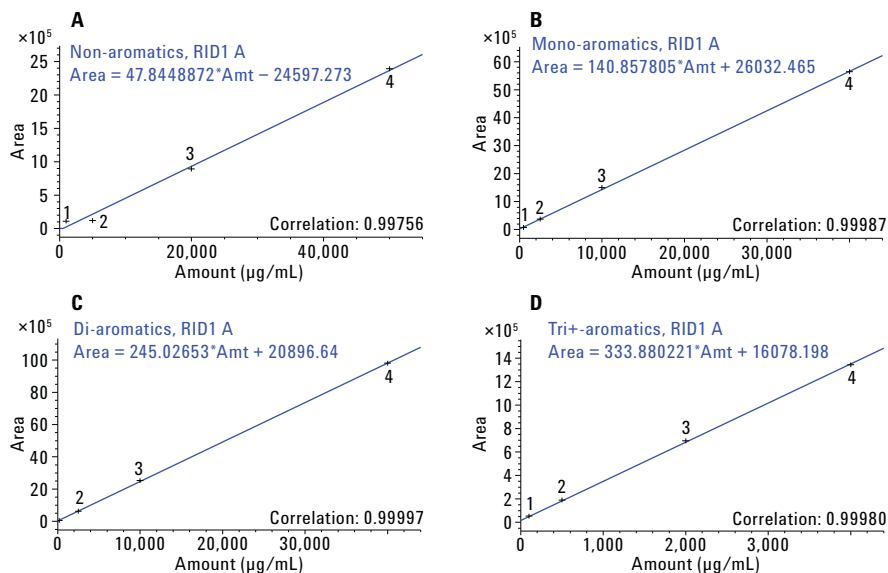 A
×10⁵
Non-aromatics, RID1 A
Area = 47.8448872*Amt – 24597.273
25
20
15
10
5
0
Area
1
2
3
4
Correlation: 0.99756
0
20,000
40,000
Amount (µg/mL)
B
×10⁵
Mono-aromatics, RID1 A
Area = 140.857805*Amt + 26032.465
60
50
40
30
20
10
0
Area
1
2
3
4
Correlation: 0.99987
0
10,000
20,000
30,000
Amount (µg/mL)
C
×10⁵
Di-aromatics, RID1 A
Area = 245.02653*Amt + 20896.64
100
80
60
40
20
0
Area
2
3
4
Correlation: 0.99997
0
10,000
20,000
30,000
Amount (µg/mL)
D
×10⁵
Tri+-aromatics, RID1 A
Area = 333.880221*Amt + 16078.198
14
12
10
8
6
4
2
0
Area
1
2
3
4
Correlation: 0.99980
0
1,000
2,000
3,000
4,000
Amount (µg/mL)